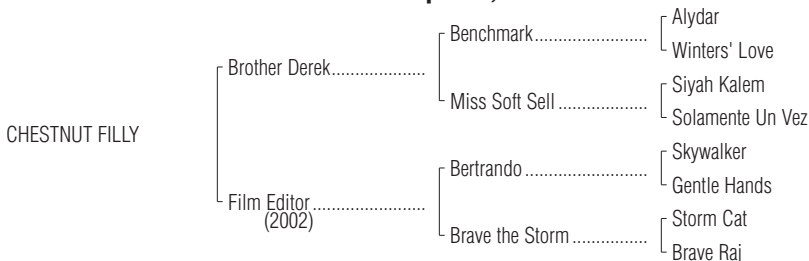 Alydar
Benchmark....................
Winters' Love
Brother Derek.....................
Siyah Kalem
Miss Soft Sell ................
Solamente Un Vez
CHESTNUT FILLY
Skywalker
Bertrando ......................
Gentle Hands
Film Editor .........................
(2002)
Storm Cat
Brave the Storm .............
Brave Raj